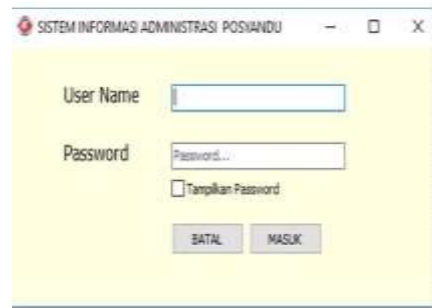 SISTEM INFORMASI ADMINISTRASI POSYANDU
User Name
Password
Password...
Tampilkan Password
BATAL MASUK